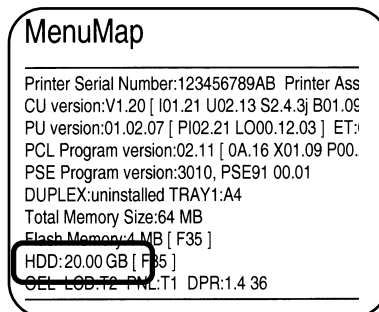 MenuMap
Printer Serial Number:123456789AB Printer Ass
CU version:V1.20 [ I01.21 U02.13 S2.4.3j B01.09
PU version:01.02.07 [ PI02.21 LO00.12.03 ] ET:
PCL Program version:02.11 [ 0A.16 X01.09 P00.
PSE Program version:3010, PSE91 00.01
DUPLEX:uninstalled TRAY1:A4
Total Memory Size:64 MB
Flash Memory:4 MB [ F35 ]
HDD:20.00 GB [ F35 ]
OEL LCD:T2 PNL:T1 DPR:1.4 36